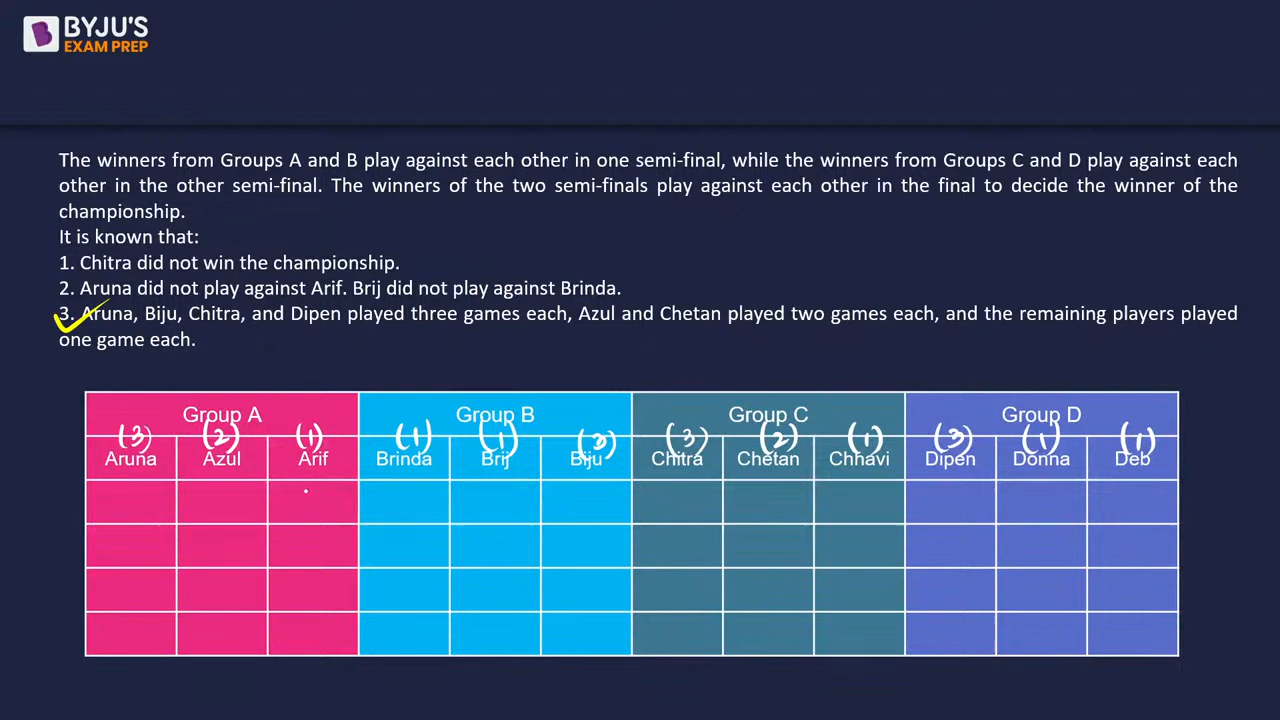 BYJU'S
EXAM PREP
The winners from Groups A and B play against each other in one semi-final, while the winners from Groups C and D play against each
other in the other semi-final. The winners of the two semi-finals play against each other in the final to decide the winner of the
championship.
It is known that:
1. Chitra did not win the championship.
2. Aruna did not play against Arif. Brij did not play against Brinda.
3. Aruna, Biju, Chitra, and Dipen played three games each, Azul and Chetan played two games each, and the remaining players played
one game each.
Group A Group B Group C Group D
(3) (2) (1) (1) (1) (3) (3) (2) (1) (3) (1) (1)
Aruna Azul Arif Brinda Brij Biju Chitra Chetan Chhavi Dipen Donna Deb